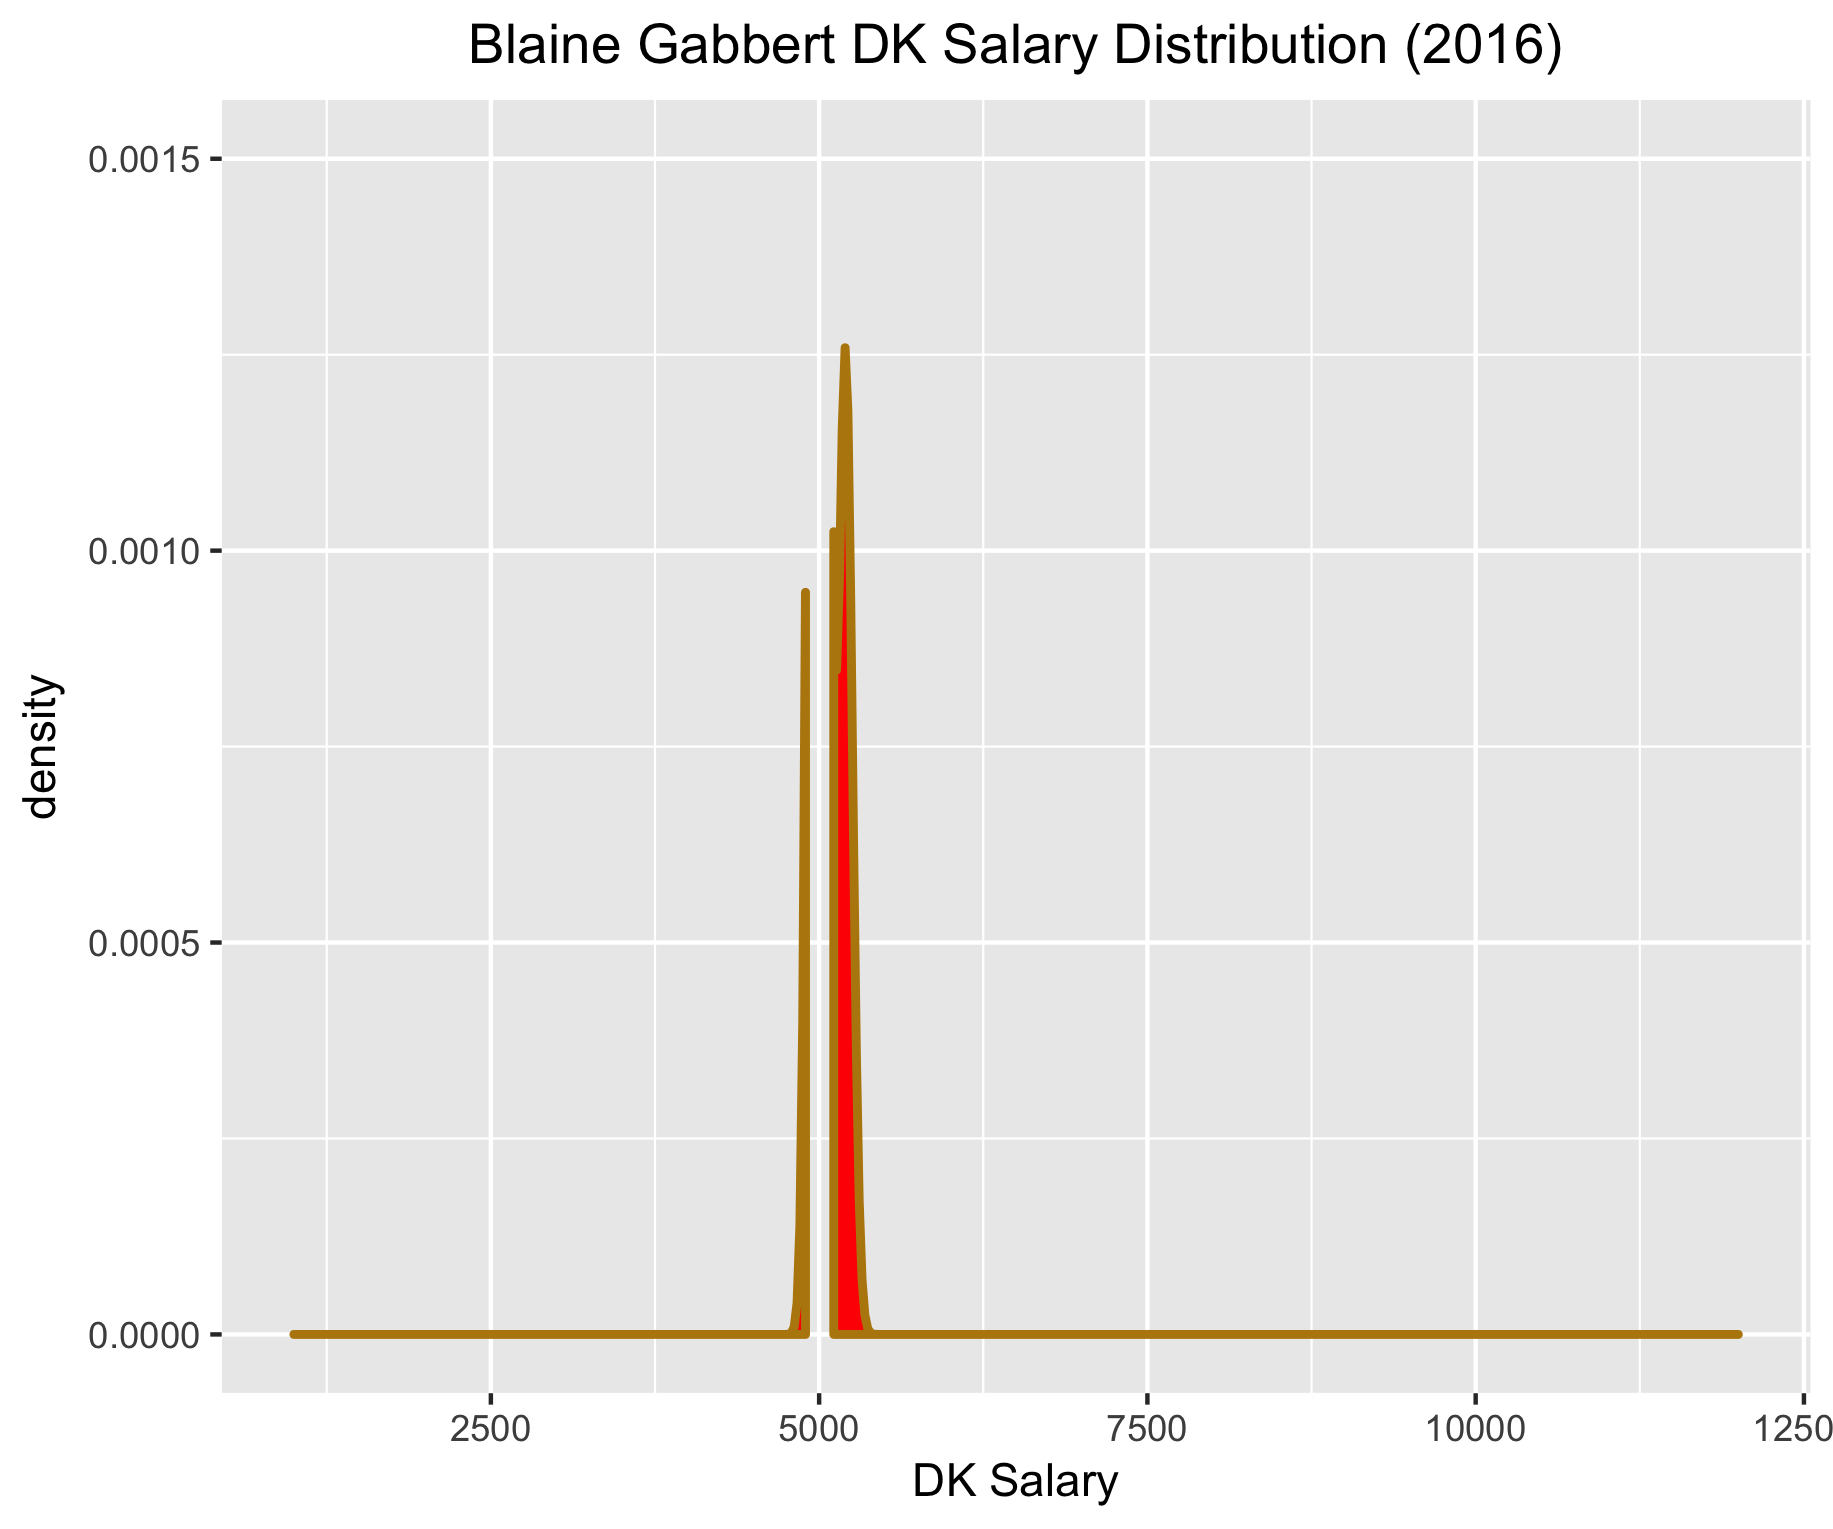 Blaine Gabbert DK Salary Distribution (2016)
0.0015
0.0010
0.0005
0.0000
density
2500 5000 7500 10000 1250
DK Salary